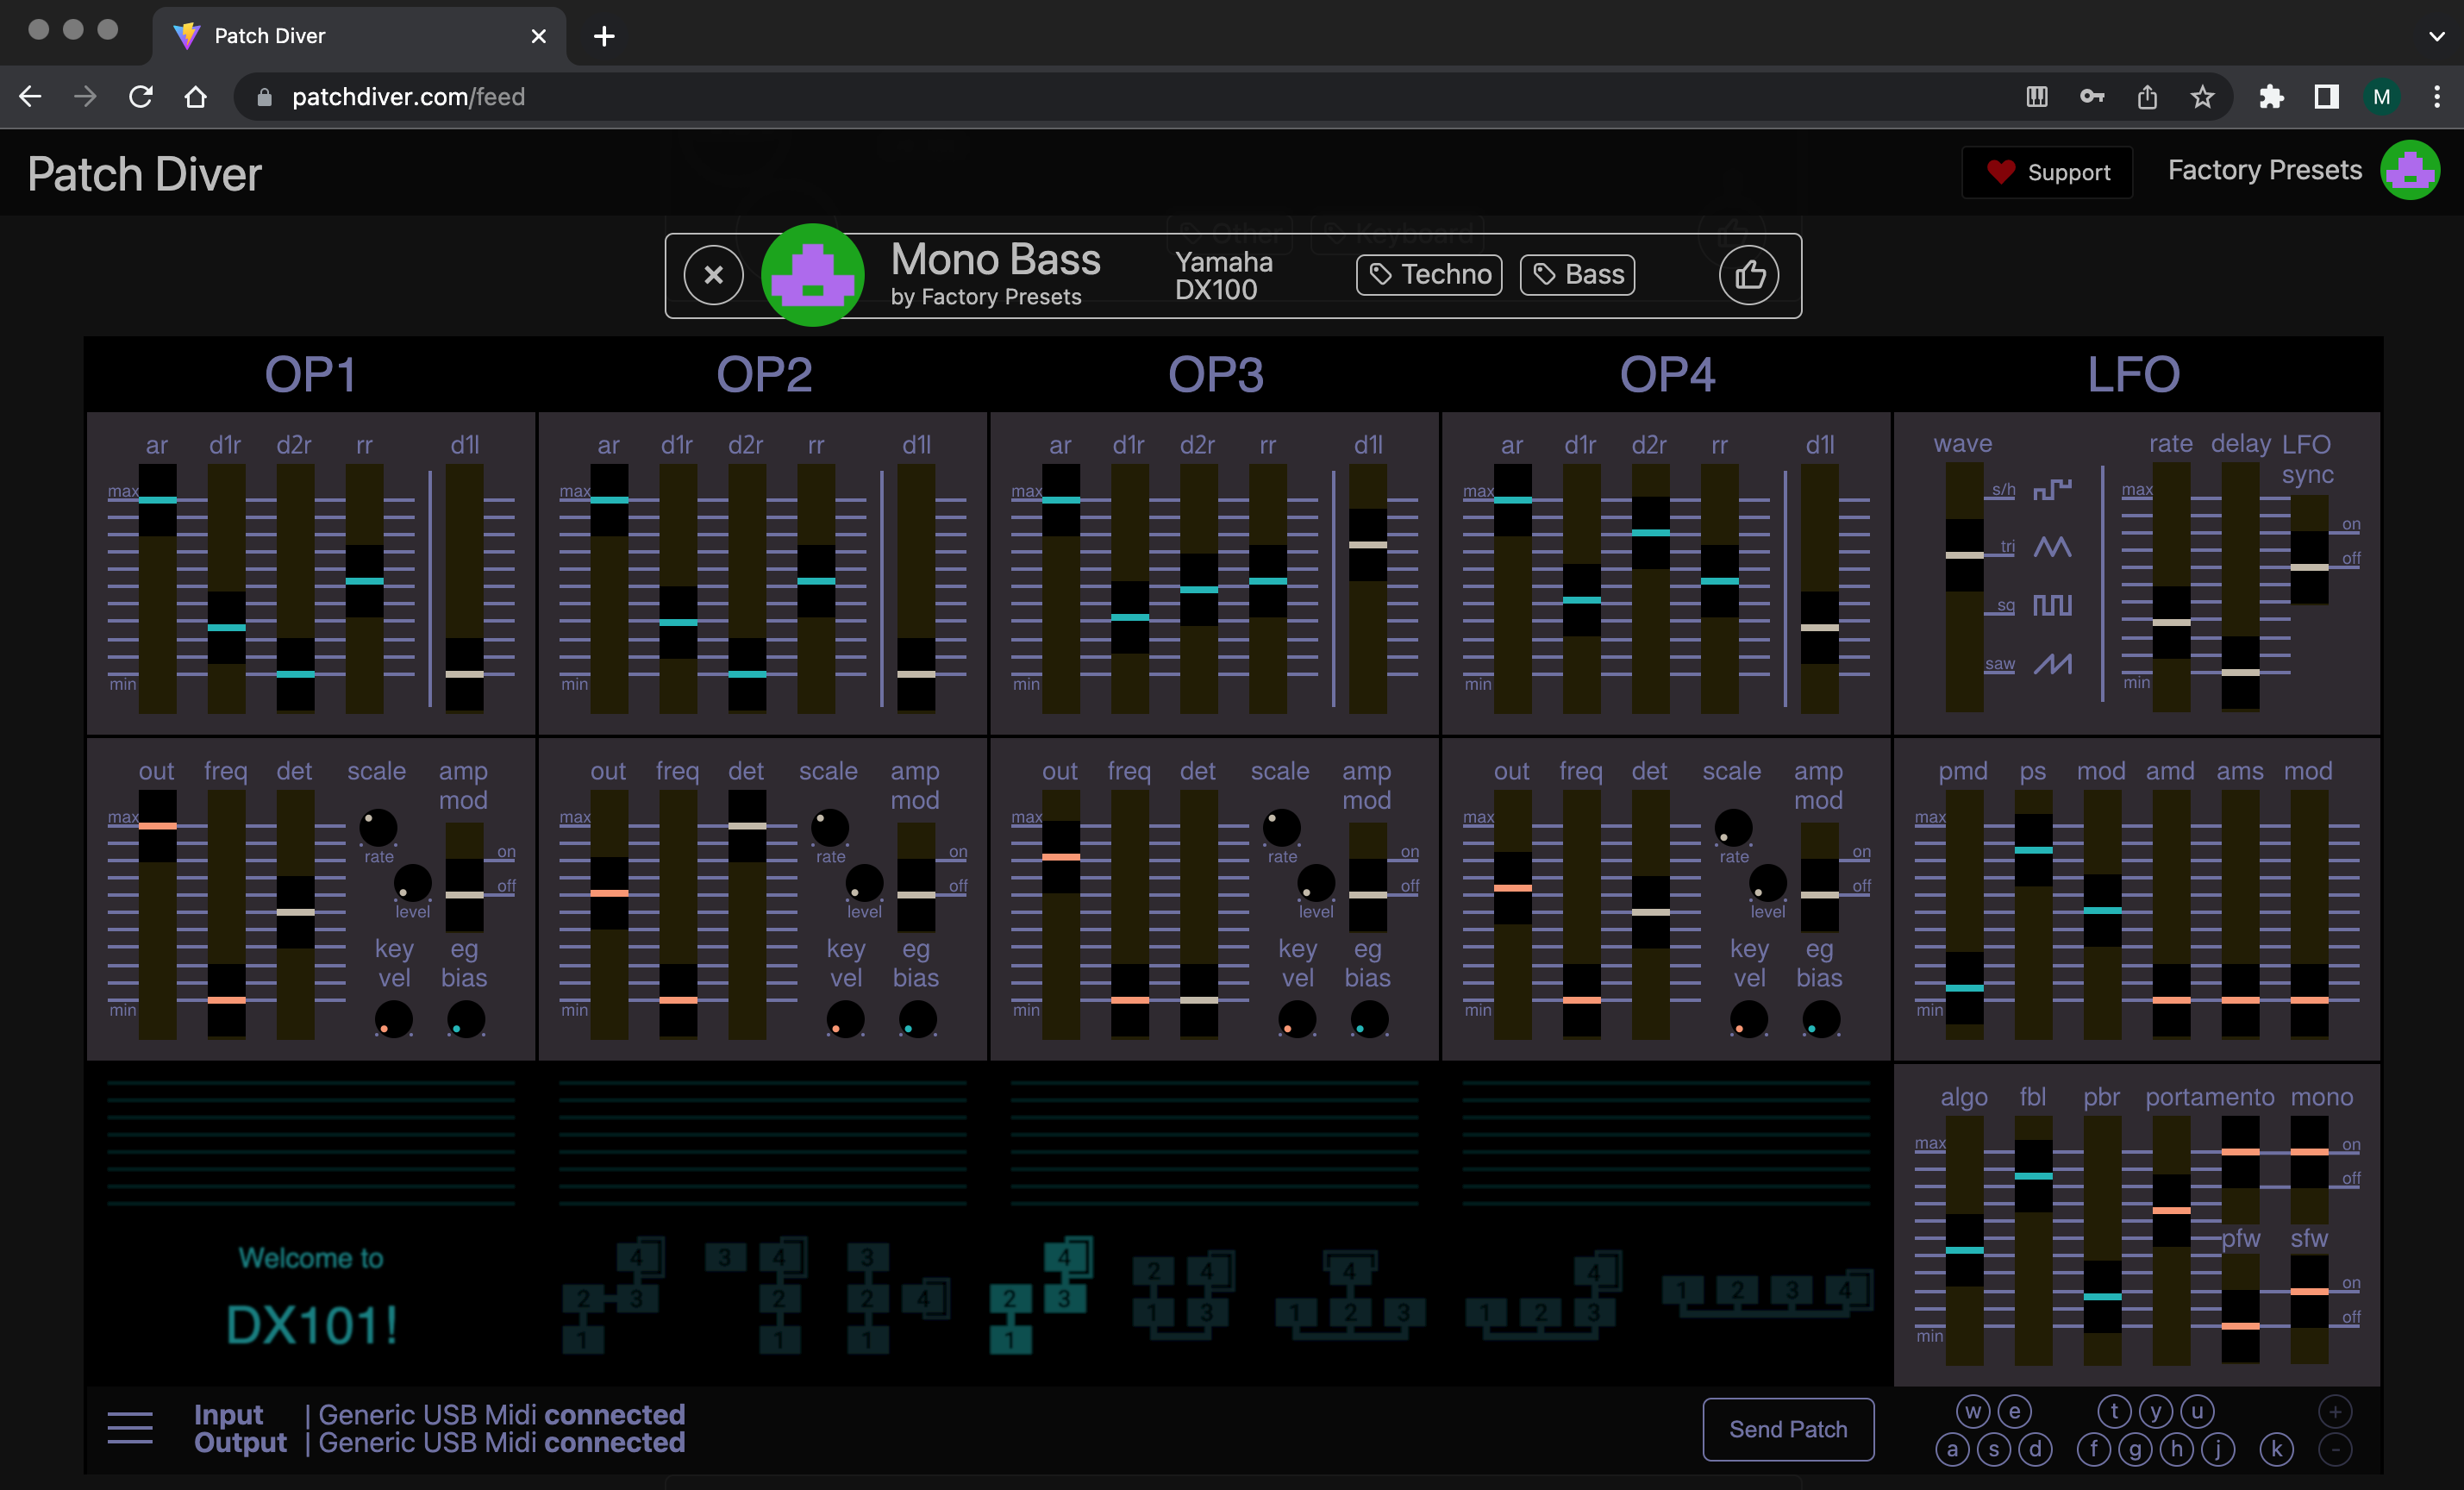 Patch Diver
patchdiver.com/feed
M
Patch Diver
Support
Factory Presets
Other
Keyboard
Mono Bass
by Factory Presets
Yamaha
DX100
Techno
Bass
OP1
OP2
OP3
OP4
LFO
ar d1r d2r rr d1l
max
min
ar d1r d2r rr d1l
max
min
ar d1r d2r rr d1l
max
min
ar d1r d2r rr d1l
max
min
wave rate delay LFO
sync
s/h
tri
sq
saw
max
min
on
off
out freq det scale amp
mod
max
min
rate
level
on
off
key
vel
eg
bias
out freq det scale amp
mod
max
min
rate
level
on
off
key
vel
eg
bias
out freq det scale amp
mod
max
min
rate
level
on
off
key
vel
eg
bias
out freq det scale amp
mod
max
min
rate
level
on
off
key
vel
eg
bias
pmd ps mod amd ams mod
max
min
Welcome to
DX101!
4
2 3
1
3 4
2
1
3
2 4
1
4
2 3
1
2 4
1 3
4
1 2 3
4
1 2 3
1 2 3 4
algo fbl pbr portamento mono
max
min
on
off
pfw sfw
on
off
Input | Generic USB Midi connected
Output | Generic USB Midi connected
Send Patch
w e t y u +
a s d f g h j k -